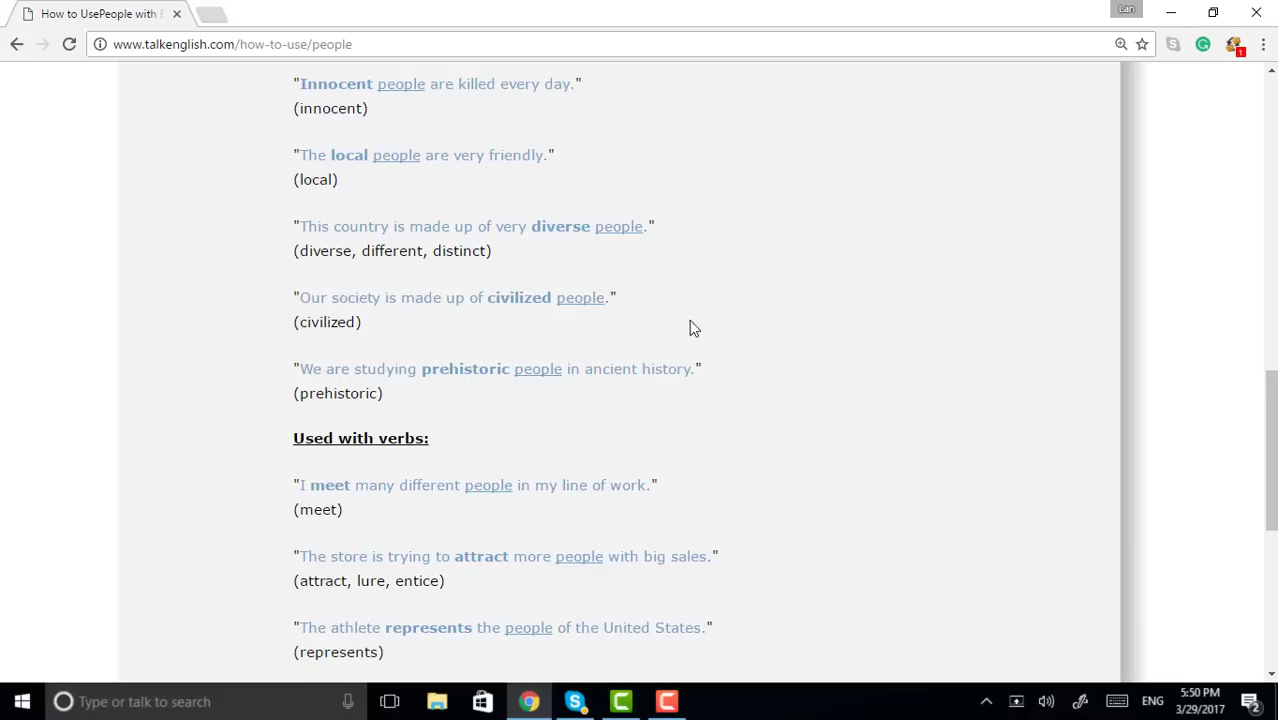 How to UsePeople with
Lan
www.talkenglish.com/how-to-use/people
1
"Innocent people are killed every day."
(innocent)
"The local people are very friendly."
(local)
"This country is made up of very diverse people."
(diverse, different, distinct)
"Our society is made up of civilized people."
(civilized)
"We are studying prehistoric people in ancient history."
(prehistoric)
Used with verbs:
"I meet many different people in my line of work."
(meet)
"The store is trying to attract more people with big sales."
(attract, lure, entice)
"The athlete represents the people of the United States."
(represents)
Type or talk to search
ENG
5:50 PM
3/29/2017
2